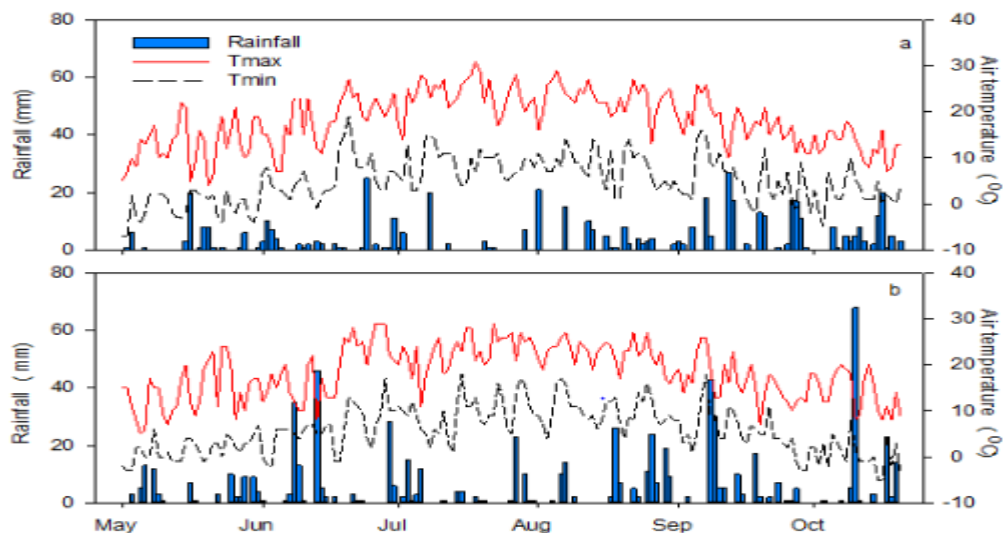 80
60
40
20
0
Rainfall (mm)
Rainfall
Tmax
Tmin
a
40
30
20
10
0
-10
Air temperature (⁰C)
80
60
40
20
0
Rainfall ( mm)
b
40
30
20
10
0
-10
Air temperature (⁰C)
May Jun Jul Aug Sep Oct